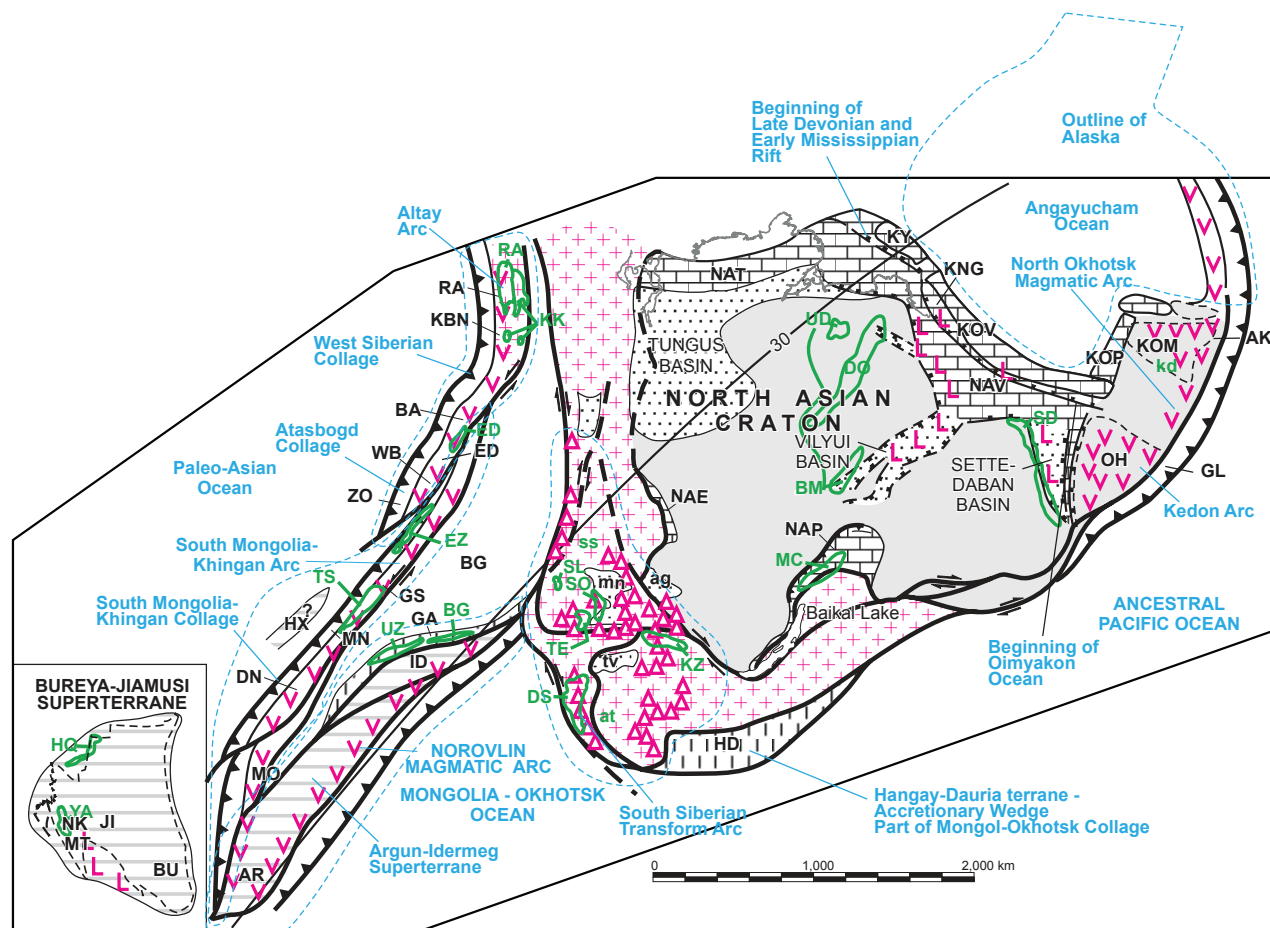 Beginning of
Late Devonian and
Early Mississippian
Rift
Outline of
Alaska
Altay
Arc
Angayucham
Ocean
RA
KY
NAT
KNG
North Okhotsk
Magmatic Arc
RA
KBN
KK
UD
KOV
30
TUNGUS
BASIN
KOP
KOM
AK
kd
West Siberian
Collage
DO
NAV
NORTH ASIAN
CRATON
BA
ED
ED
SD
Atasbogd
Collage
WB
VILYUI
BASIN
OH
Paleo-Asian
Ocean
ZO
NAE
BM
SETTE-
DABAN
BASIN
GL
Kedon Arc
South Mongolia-
Khingan Arc
EZ
ss
NAP
BG
SL
SO
mn
ag
MC
TS
GS
?
HX
BG
GA
Baikal Lake
ANCESTRAL
PACIFIC OCEAN
South Mongolia-
Khingan Collage
UZ
MN
TE
KZ
ID
tv
Beginning of
Oimyakon
Ocean
DN
DS
at
BUREYA-JIAMUSI
SUPERTERRANE
HQ
HD
MO
NOROVLIN
MAGMATIC ARC
MONGOLIA - OKHOTSK
OCEAN
YA
NK
JI
MT
BU
South Siberian
Transform Arc
Hangay-Dauria terrane -
Accretionary Wedge
Part of Mongol-Okhotsk Collage
Argun-Idermeg
Superterrane
AR
0
1,000
2,000 km